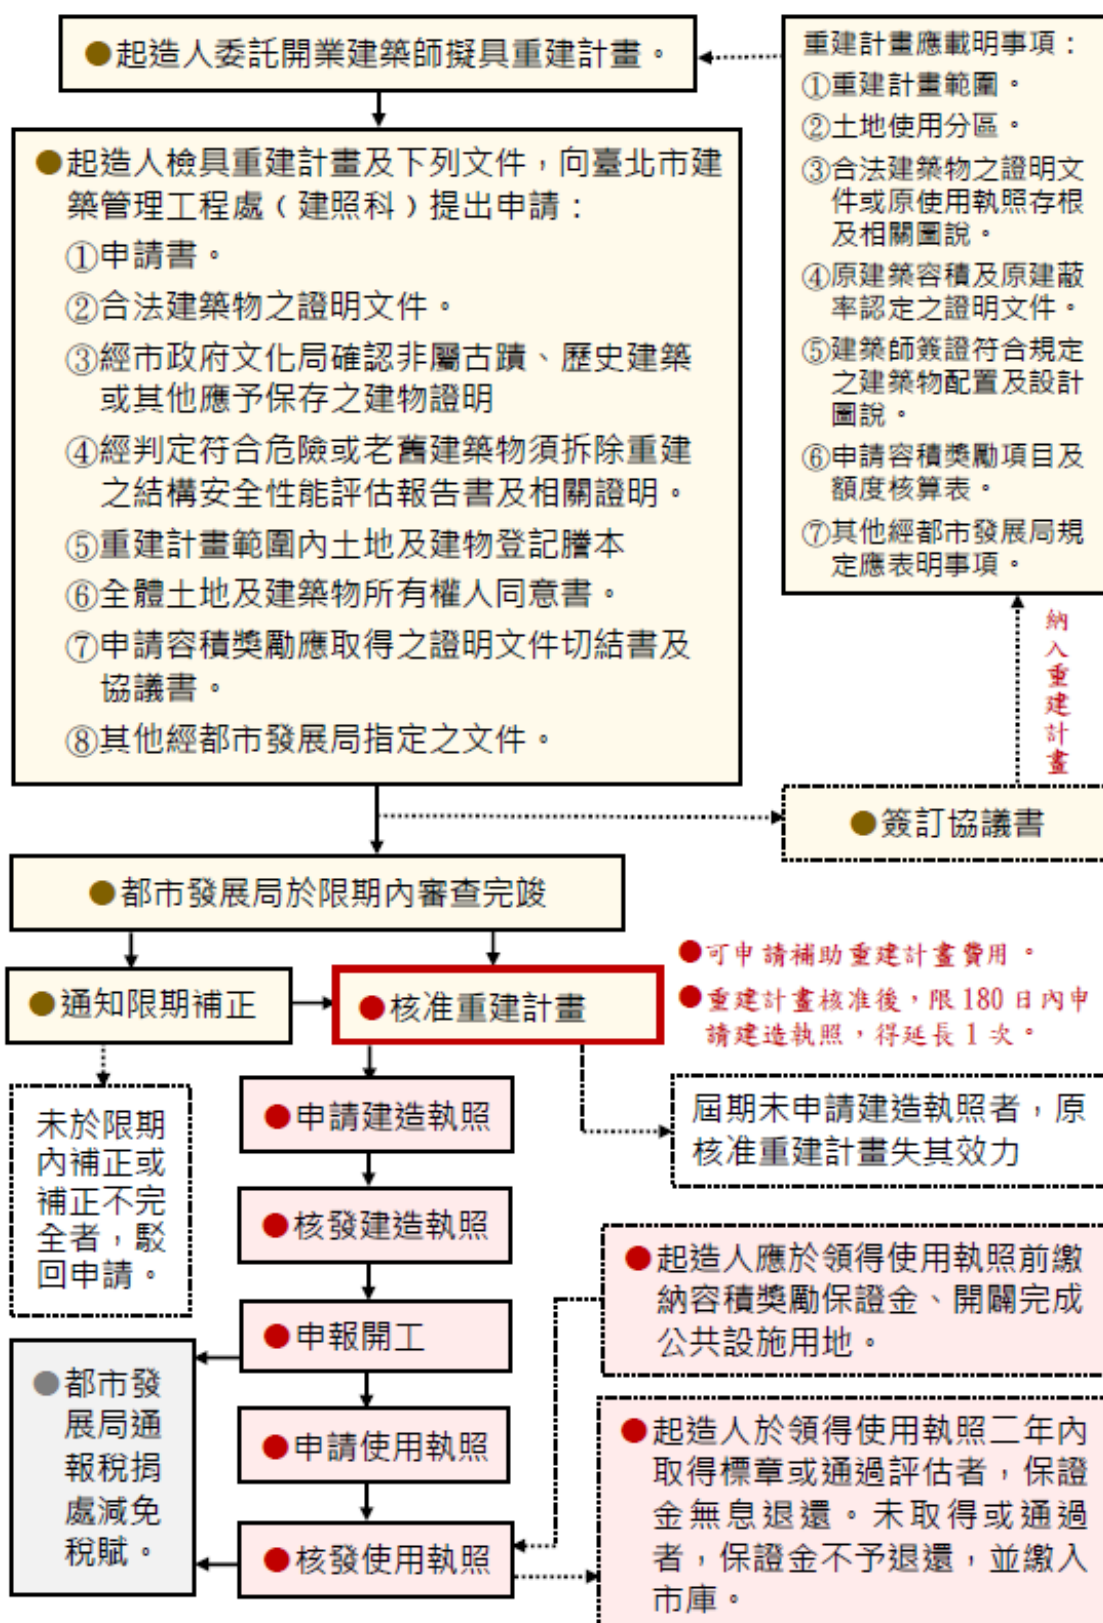 ●起造人委託開業建築師擬具重建計畫。
重建計畫應載明事項：
①重建計畫範圍。
②土地使用分區。
③合法建築物之證明文
件或原使用執照存根
及相關圖說。
④原建築容積及原建蔽
率認定之證明文件。
⑤建築師簽證符合規定
之建築物配置及設計
圖說。
⑥申請容積獎勵項目及
額度核算表。
⑦其他經都市發展局規
定應表明事項。
●起造人檢具重建計畫及下列文件，向臺北市建
築管理工程處（建照科）提出申請：
①申請書。
②合法建築物之證明文件。
③經市政府文化局確認非屬古蹟、歷史建築
或其他應予保存之建物證明
④經判定符合危險或老舊建築物須拆除重建
之結構安全性能評估報告書及相關證明。
⑤重建計畫範圍內土地及建物登記謄本
⑥全體土地及建築物所有權人同意書。
⑦申請容積獎勵應取得之證明文件切結書及
協議書。
⑧其他經都市發展局指定之文件。
納入重建計畫
●簽訂協議書
●都市發展局於限期內審查完竣
●通知限期補正
●核准重建計畫
●可申請補助重建計畫費用。
●重建計畫核准後，限180日內申
請建造執照，得延長1次。
未於限期
內補正或
補正不完
全者，駁
回申請。
●申請建造執照
屆期未申請建造執照者，原
核准重建計畫失其效力
●核發建造執照
●起造人應於領得使用執照前繳
納容積獎勵保證金、開闢完成
公共設施用地。
●申報開工
●都市發
展局通
報稅捐
處減免
稅賦。
●申請使用執照
●起造人於領得使用執照二年內
取得標章或通過評估者，保證
金無息退還。未取得或通過
者，保證金不予退還，並繳入
市庫。
●核發使用執照